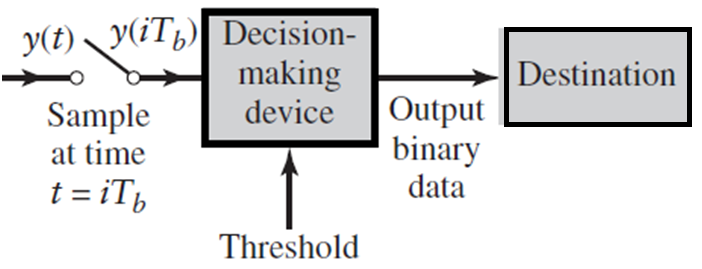 y(t)
y(iT_b)
Decision-
making
device
Destination
Sample
at time
t = iT_b
Output
binary
data
Threshold